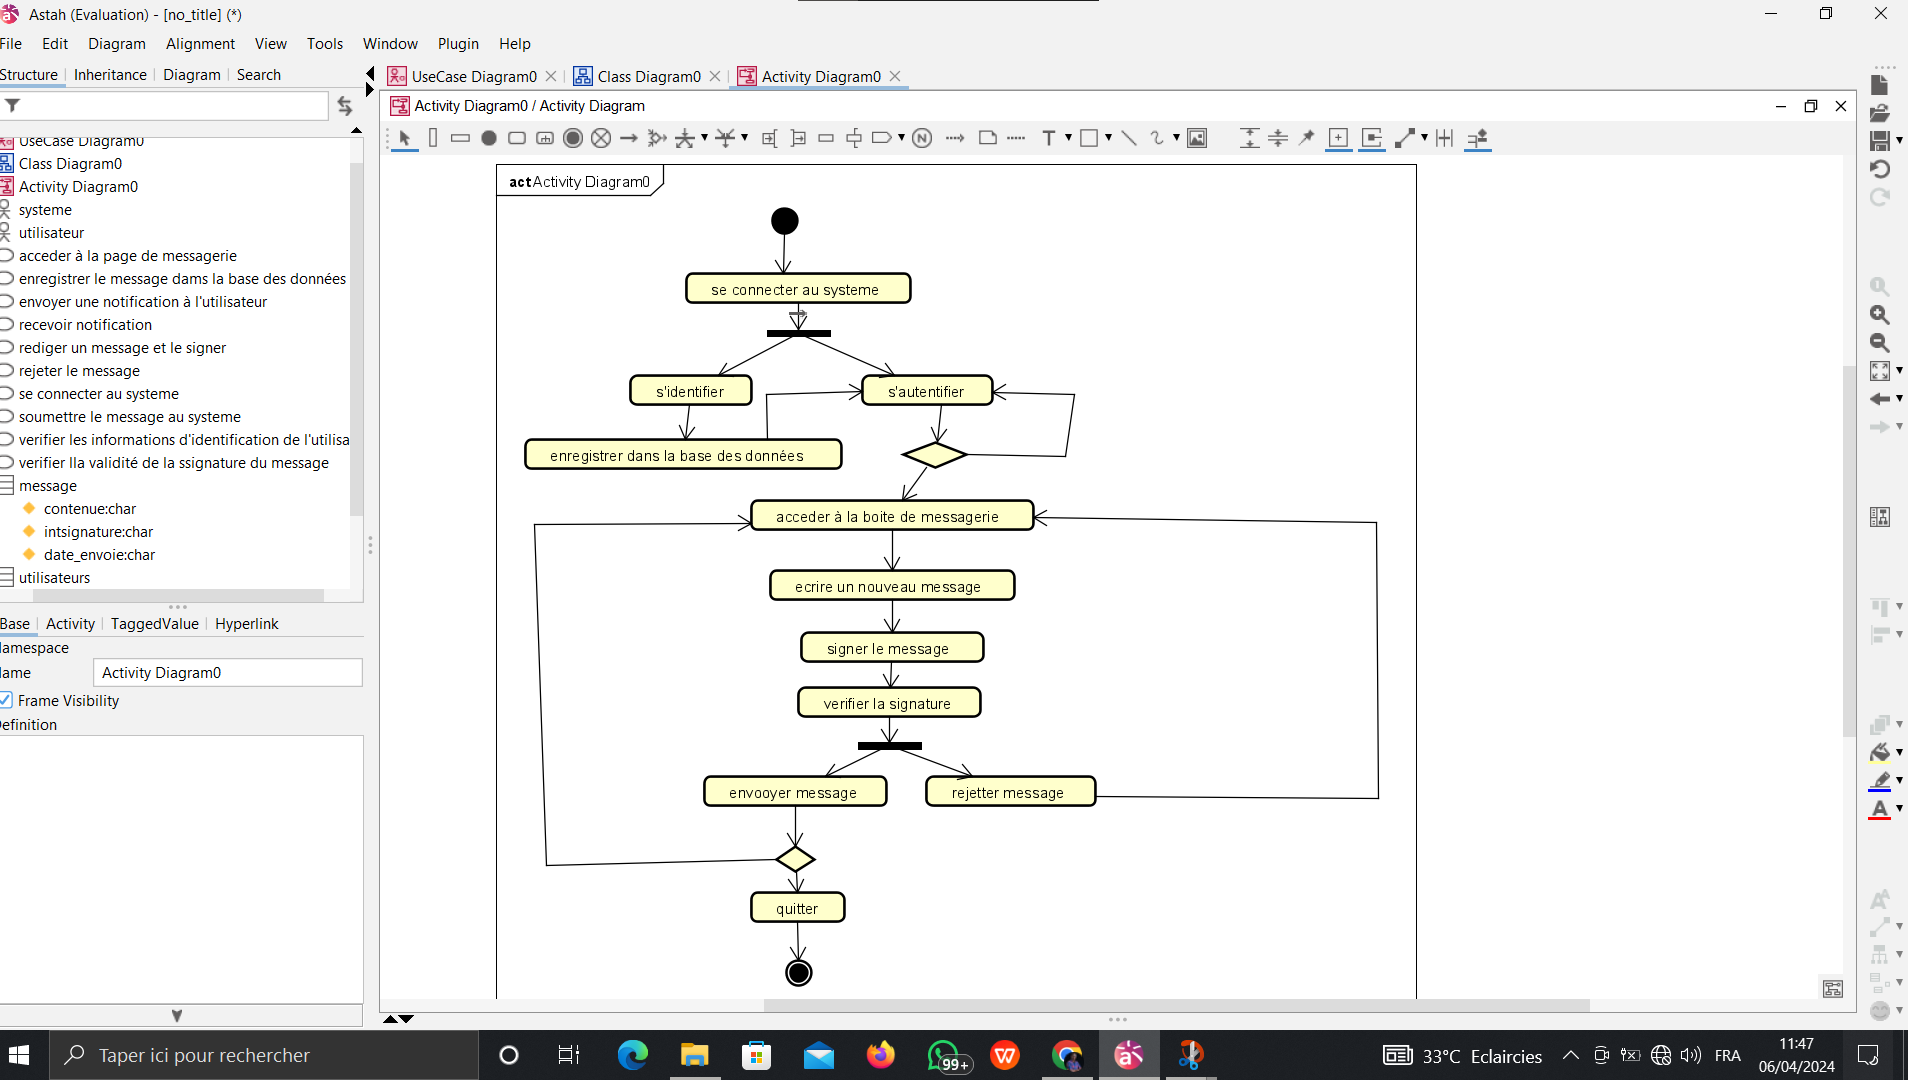 Astah (Evaluation) - [no_title] (*)
File Edit Diagram Alignment View Tools Window Plugin Help
Structure Inheritance Diagram Search
UseCase Diagram0 Class Diagram0 Activity Diagram0
Activity Diagram0 / Activity Diagram
UseCase Diagram0
Class Diagram0
Activity Diagram0
systeme
utilisateur
acceder à la page de messagerie
enregistrer le message dams la base des données
envoyer une notification à l'utilisateur
recevoir notification
rediger un message et le signer
rejeter le message
se connecter au systeme
soumettre le message au systeme
verifier les informations d'identification de l'utilisa
verifier lla validité de la ssignature du message
message
contenue:char
intsignature:char
date_envoie:char
utilisateurs
Base Activity TaggedValue Hyperlink
amespace
ame Activity Diagram0
Frame Visibility
efinition
N T
act Activity Diagram0
se connecter au systeme
s'identifier s'autentifier
enregistrer dans la base des données
acceder à la boite de messagerie
ecrire un nouveau message
signer le message
verifier la signature
envooyer message rejetter message
quitter
Taper ici pour rechercher
99+
33°C Eclaircies
FRA
11:47
06/04/2024